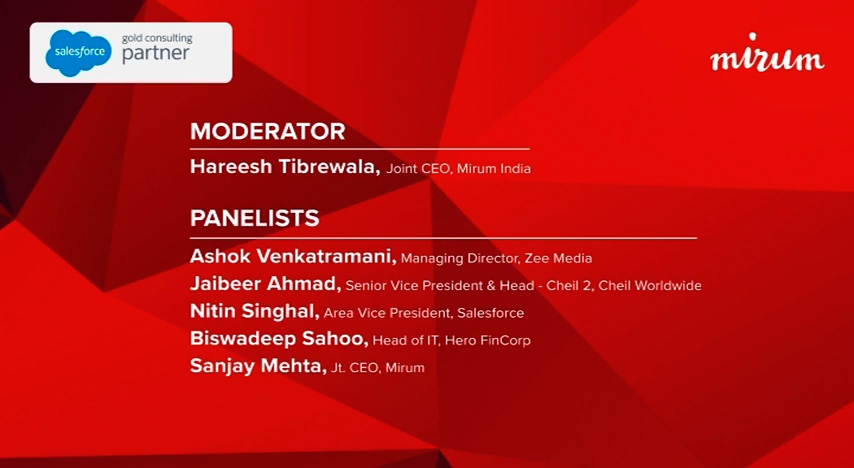 salesforce
gold consulting
partner
mirum
MODERATOR
Hareesh Tibrewala, Joint CEO, Mirum India
PANELISTS
Ashok Venkatramani, Managing Director, Zee Media
Jaibeer Ahmad, Senior Vice President & Head - Cheil 2, Cheil Worldwide
Nitin Singhal, Area Vice President, Salesforce
Biswadeep Sahoo, Head of IT, Hero FinCorp
Sanjay Mehta, Jt. CEO, Mirum